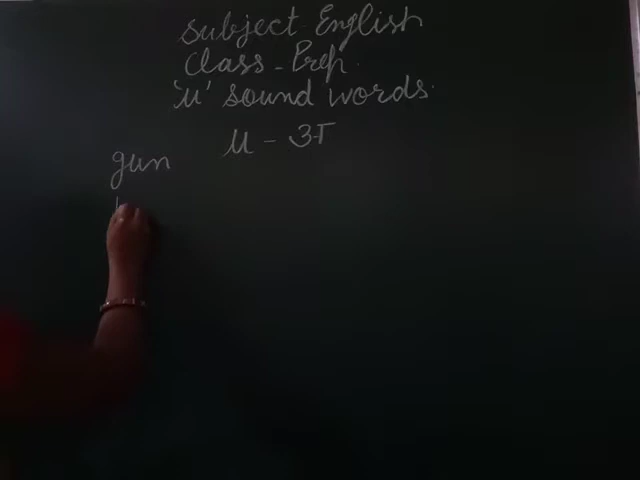 Subject - English
Class - Prep.
'u' sound words.
u - अ
gun